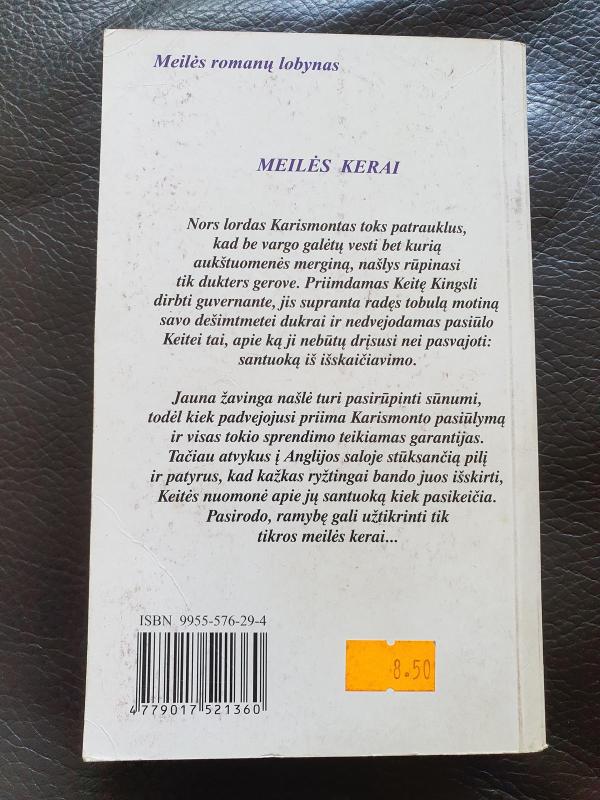 Meilės romanų lobynas
MEILĖS KERAI
Nors lordas Karismontas toks patrauklus,
kad be vargo galėtų vesti bet kurią
aukštuomenės merginą, našlys rūpinasi
tik dukters gerove. Priimdamas Keitę Kingsli
dirbti guvernante, jis supranta radęs tobulą motiną
savo dešimtmetei dukrai ir nedvejodamas pasiūlo
Keitei tai, apie ką ji nebūtų drįsusi nei pasvajoti:
santuoką iš išskaičiavimo.
Jauna žavinga našlė turi pasirūpinti sūnumi,
todėl kiek padvejojusi priima Karismonto pasiūlymą
ir visas tokio sprendimo teikiamas garantijas.
Tačiau atvykus į Anglijos saloje stūksančią pilį
ir patyrus, kad kažkas ryžtingai bando juos išskirti,
Keitės nuomonė apie jų santuoką kiek pasikeičia.
Pasirodo, ramybę gali užtikrinti tik
tikros meilės kerai...
ISBN 9955-576-29-4
8.50
4779017521360